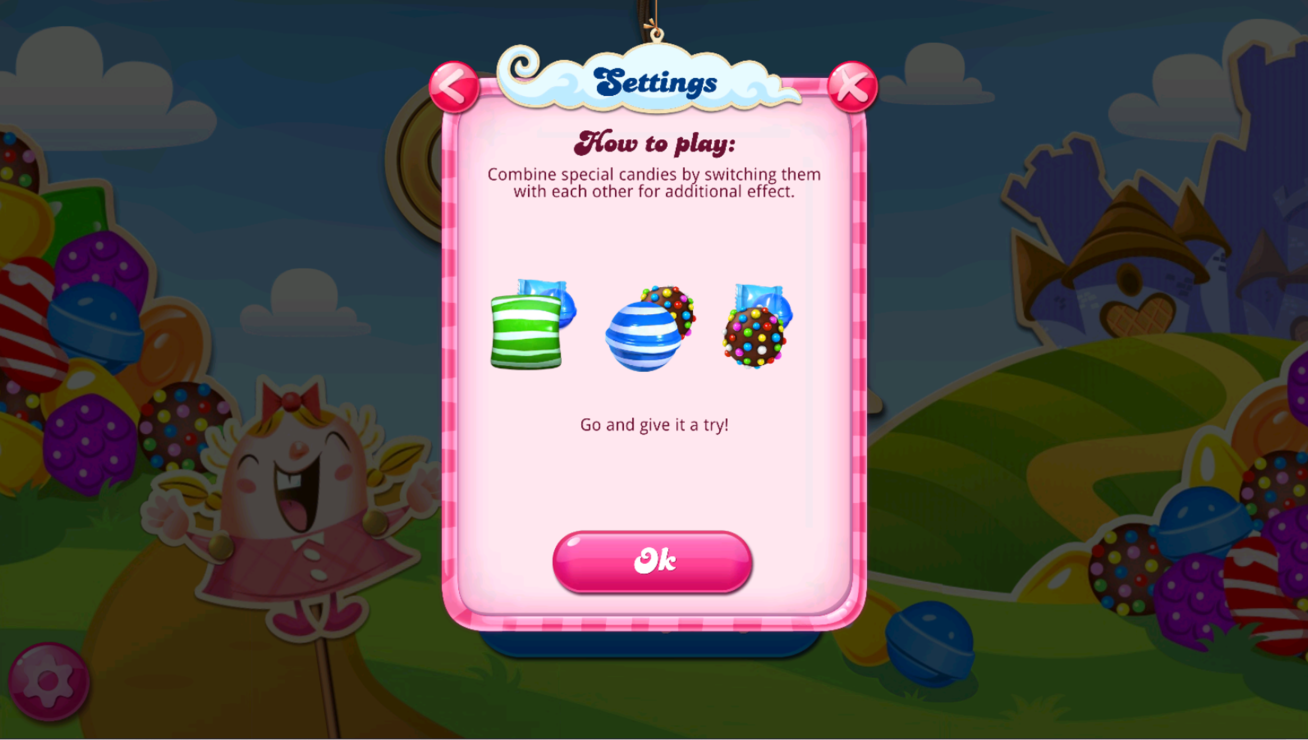 Settings
How to play:
Combine special candies by switching them
with each other for additional effect.
Go and give it a try!
Ok